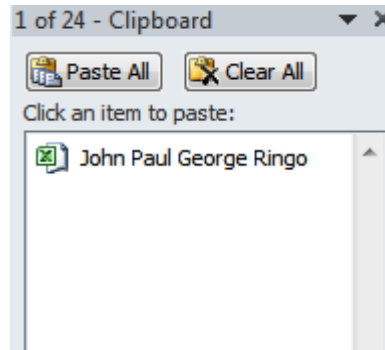 1 of 24 - Clipboard
Paste All Clear All
Click an item to paste:
John Paul George Ringo